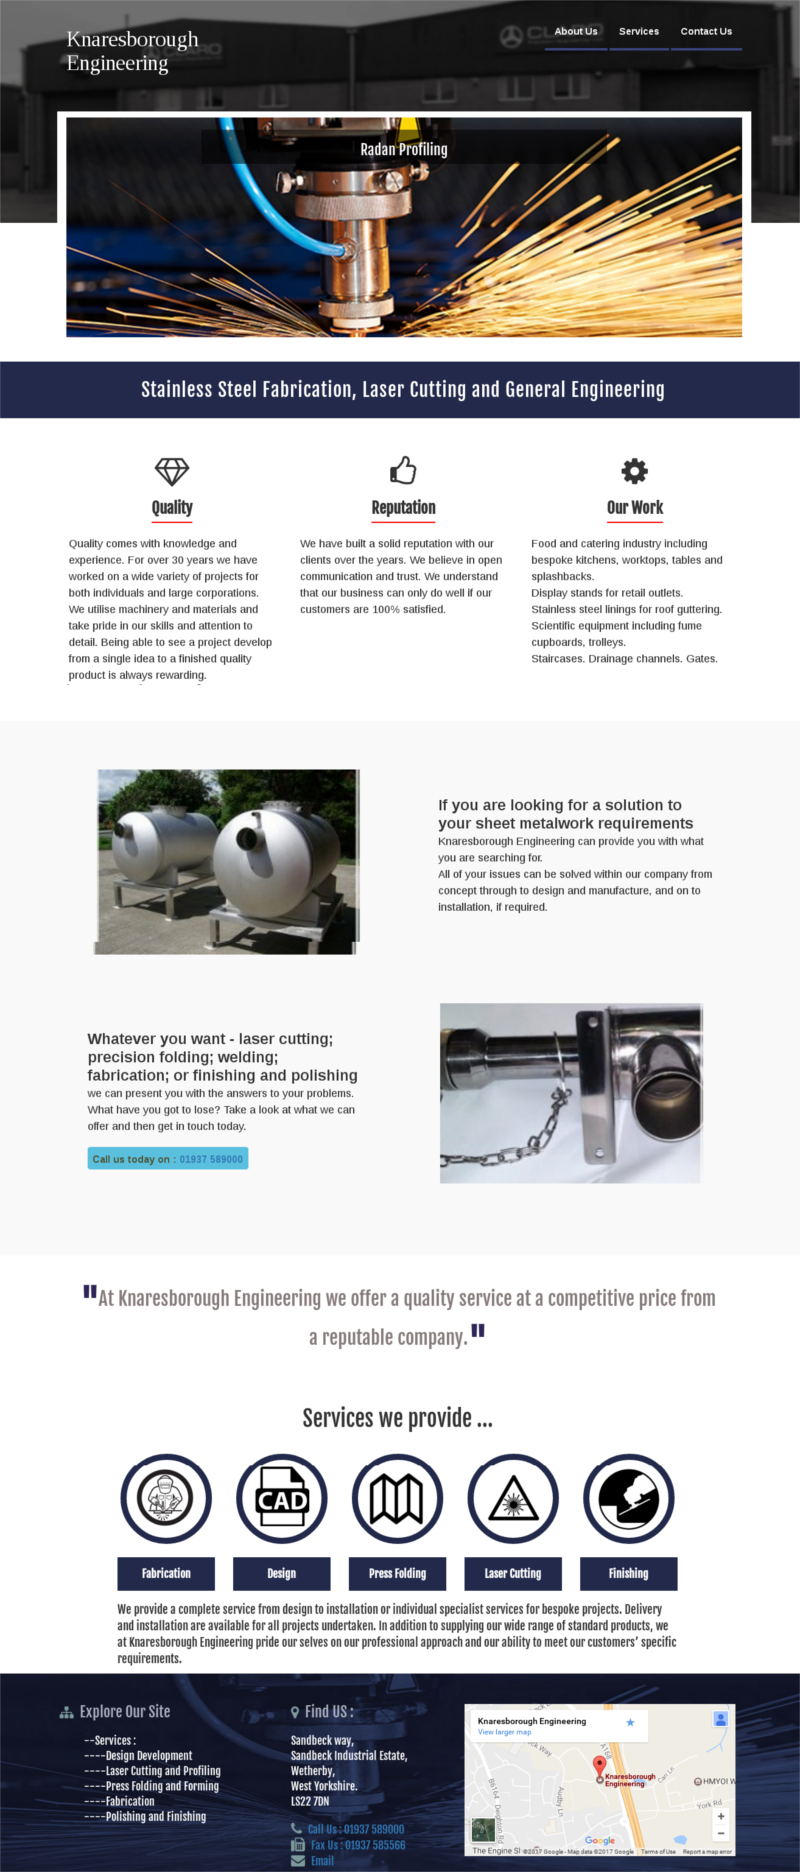 Knaresborough
Engineering
About Us
Services
Contact Us
Radan Profiling
Stainless Steel Fabrication, Laser Cutting and General Engineering
Quality
Quality comes with knowledge and
experience. For over 30 years we have
worked on a wide variety of projects for
both individuals and large corporations.
We utilise machinery and materials and
take pride in our skills and attention to
detail. Being able to see a project develop
from a single idea to a finished quality
product is always rewarding.
Reputation
We have built a solid reputation with our
clients over the years. We believe in open
communication and trust. We understand
that our business can only do well if our
customers are 100% satisfied.
Our Work
Food and catering industry including
bespoke kitchens, worktops, tables and
splashbacks.
Display stands for retail outlets.
Stainless steel linings for roof guttering.
Scientific equipment including fume
cupboards, trolleys.
Staircases. Drainage channels. Gates.
If you are looking for a solution to
your sheet metalwork requirements
Knaresborough Engineering can provide you with what
you are searching for.
All of your issues can be solved within our company from
concept through to design and manufacture, and on to
installation, if required.
Whatever you want - laser cutting;
precision folding; welding;
fabrication; or finishing and polishing
we can present you with the answers to your problems.
What have you got to lose? Take a look at what we can
offer and then get in touch today.
Call us today on : 01937 589000
"At Knaresborough Engineering we offer a quality service at a competitive price from
a reputable company."
Services we provide ...
CAD
Fabrication
Design
Press Folding
Laser Cutting
Finishing
We provide a complete service from design to installation or individual specialist services for bespoke projects. Delivery
and installation are available for all projects undertaken. In addition to supplying our wide range of standard products, we
at Knaresborough Engineering pride our selves on our professional approach and our ability to meet our customers’ specific
requirements.
Explore Our Site
--Services :
----Design Development
----Laser Cutting and Profiling
----Press Folding and Forming
----Fabrication
----Polishing and Finishing
Find US :
Sandbeck way,
Sandbeck Industrial Estate,
Wetherby,
West Yorkshire.
LS22 7DN
Call Us : 01937 589000
Fax Us : 01937 585566
Email
Knaresborough Engineering
View larger map
Knaresborough
Engineering
A168
B6164
Deighton Rd
Audby Ln
York Rd
HMYOI W
Google
The Engine S
©2017 Google - Map data ©2017 Google
Terms of Use
Report a map error